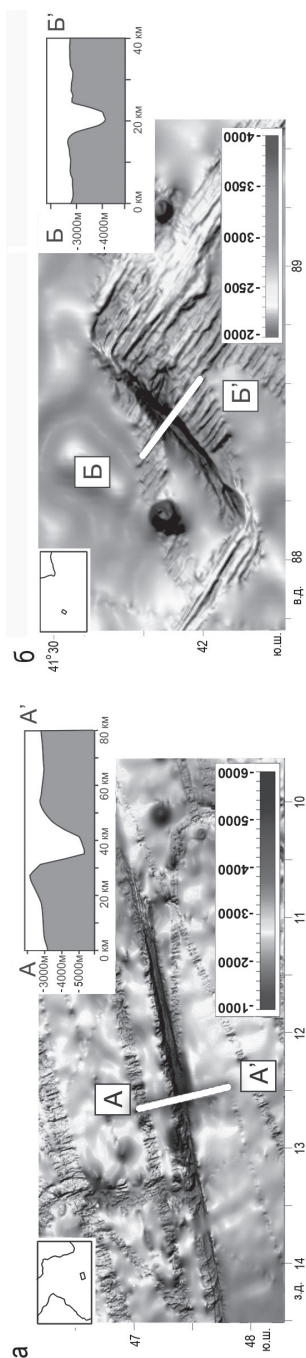 а
А
А'
-3000м
-4000м
-5000м
0 км
20 км
40 км
60 км
80 км
А
А'
-1000
-2000
-3000
-4000
-5000
-6000
47
48
ю.ш.
з.д.
14
13
12
11
10
б
Б
Б'
-3000м
-4000м
0 км
20 км
40 км
Б
Б'
-2000
-2500
-3000
-3500
-4000
41°30
42
ю.ш.
в.д.
88
89